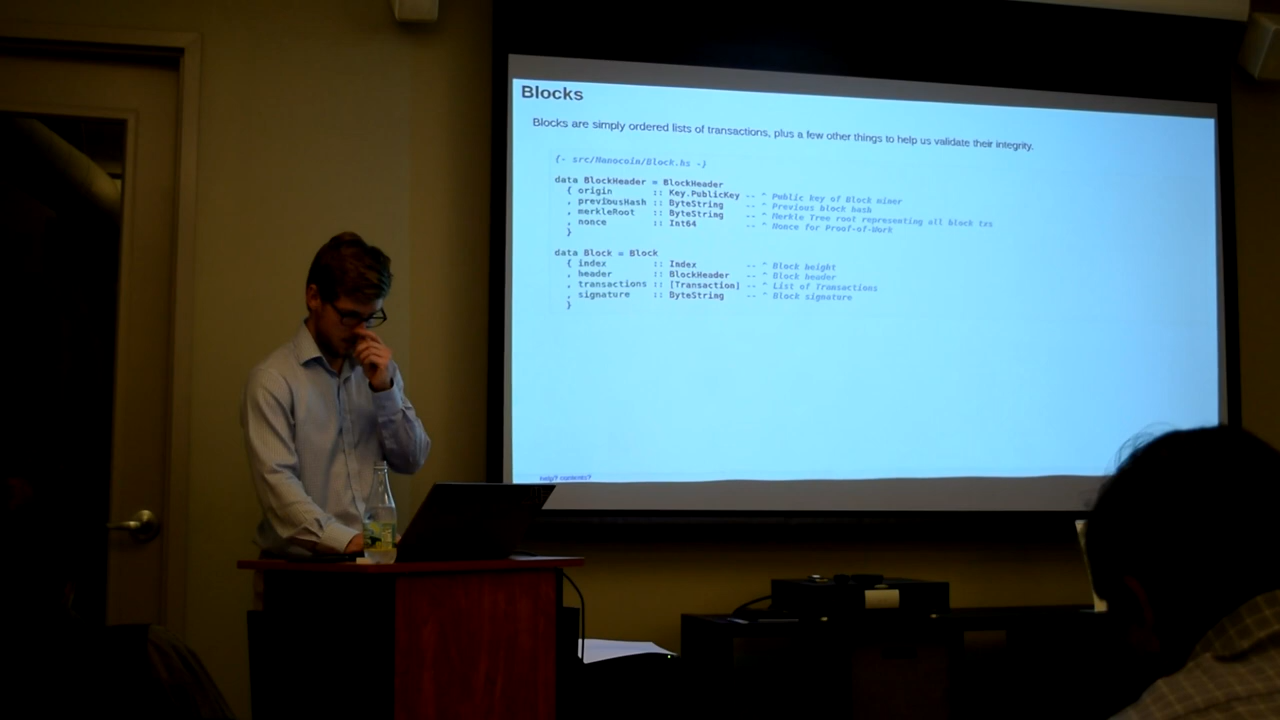 Blocks
Blocks are simply ordered lists of transactions, plus a few other things to help us validate their integrity.
{- src/Nanocoin/Block.hs -}
data BlockHeader = BlockHeader
{ origin :: Key.PublicKey -- ^ Public key of Block miner
, previousHash :: ByteString -- ^ Previous block hash
, merkleRoot :: ByteString -- ^ Merkle Tree root representing all block txs
, nonce :: Int64 -- ^ Nonce for Proof-of-Work
}
data Block = Block
{ index :: Index -- ^ Block height
, header :: BlockHeader -- ^ Block header
, transactions :: [Transaction] -- ^ List of Transactions
, signature :: ByteString -- ^ Block signature
}
help? contents?